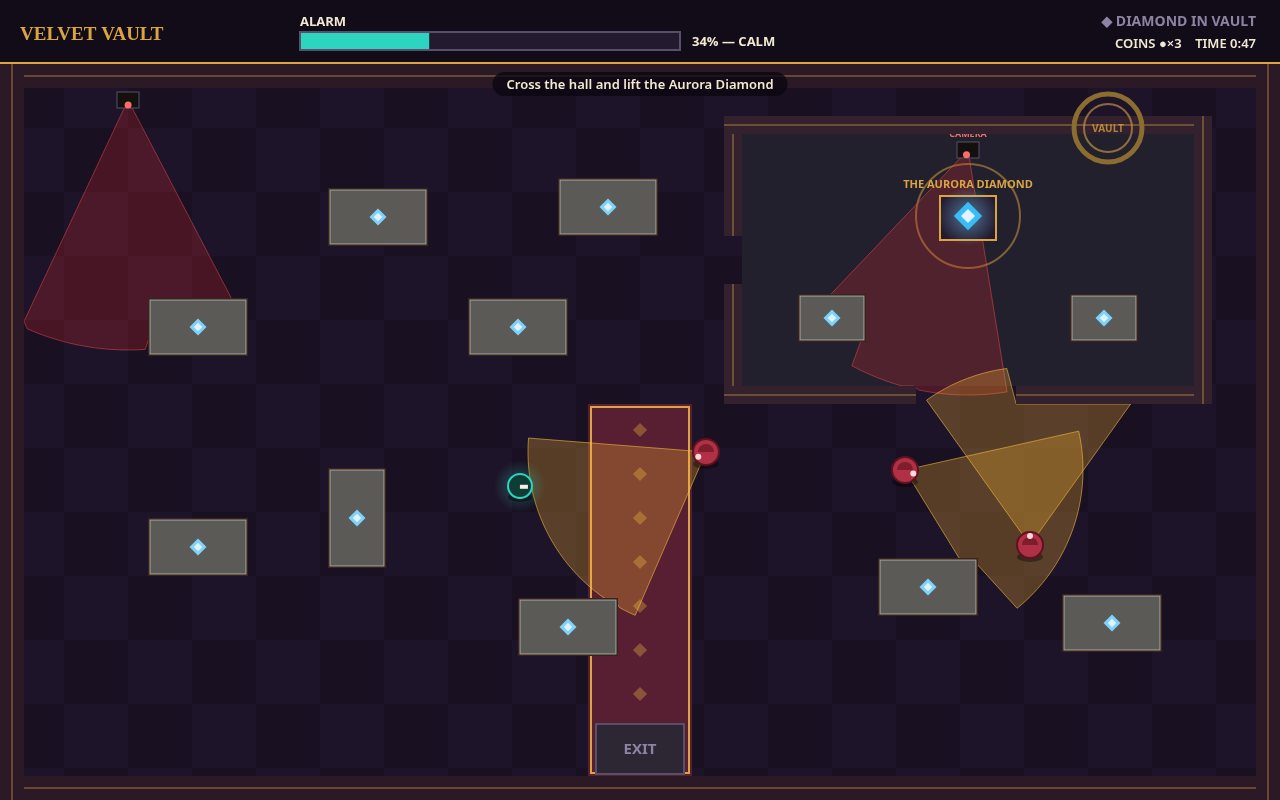 VELVET VAULT
ALARM
34% — CALM
◆ DIAMOND IN VAULT
COINS ●×3 TIME 0:47
Cross the hall and lift the Aurora Diamond
VAULT
CAMERA
THE AURORA DIAMOND
EXIT